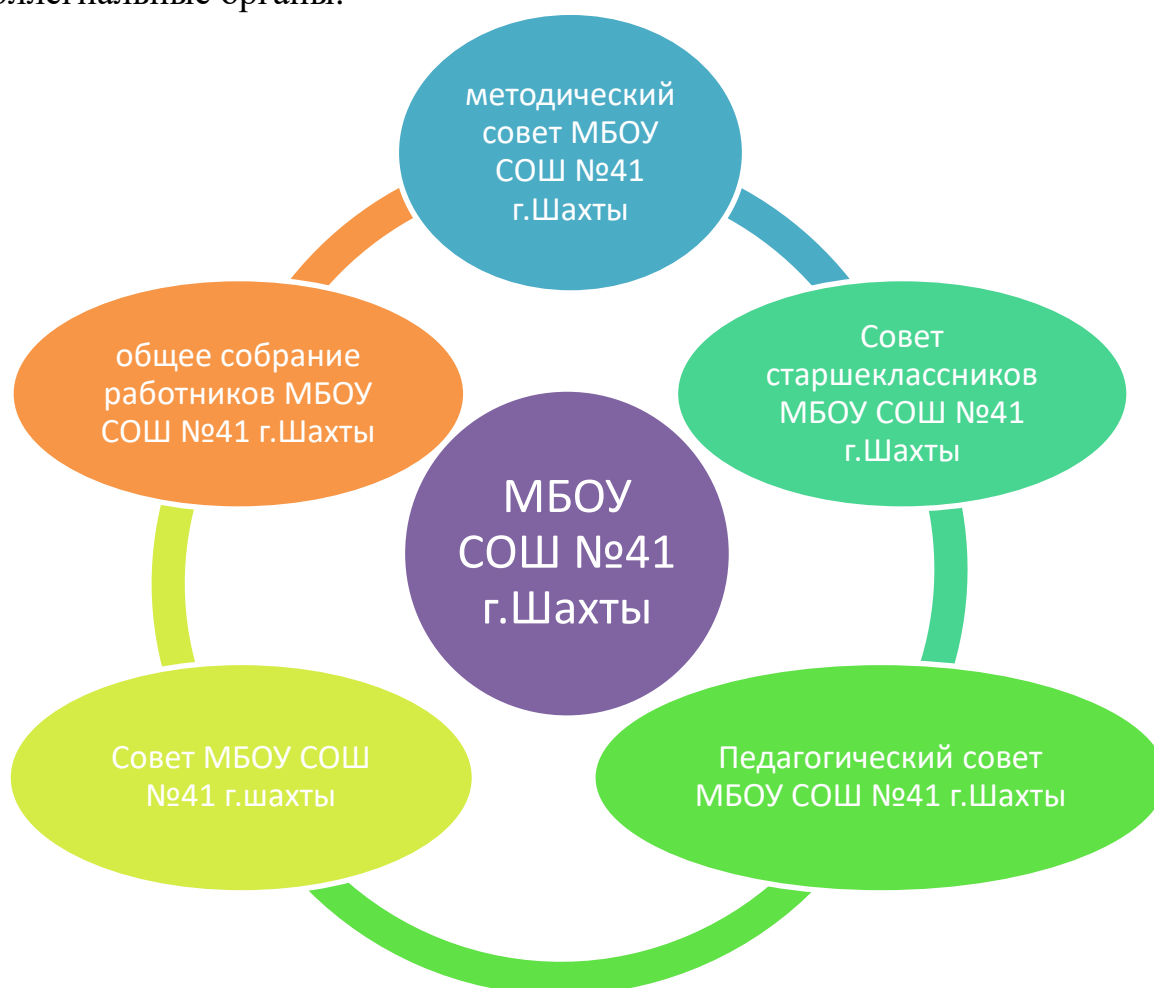 органы:
методический
совет МБОУ
СОШ №41
г.Шахты
Совет
старшеклассников
МБОУ СОШ №41
г.Шахты
общее собрание
работников МБОУ
СОШ №41 г.Шахты
МБОУ
СОШ №41
г.Шахты
Совет МБОУ СОШ
№41 г.шахты
Педагогический совет
МБОУ СОШ №41 г.Шахты